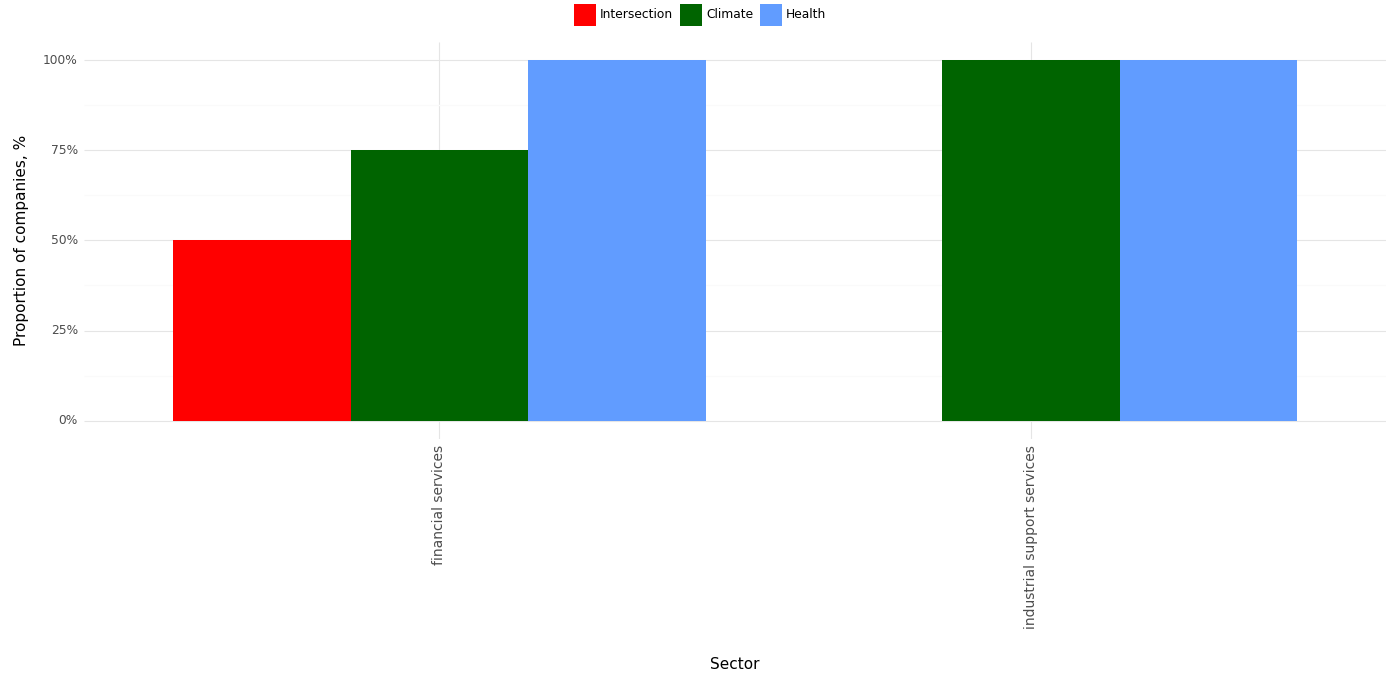 Intersection Climate Health
Proportion of companies, %
100%
75%
50%
25%
0%
financial services
industrial support services
Sector